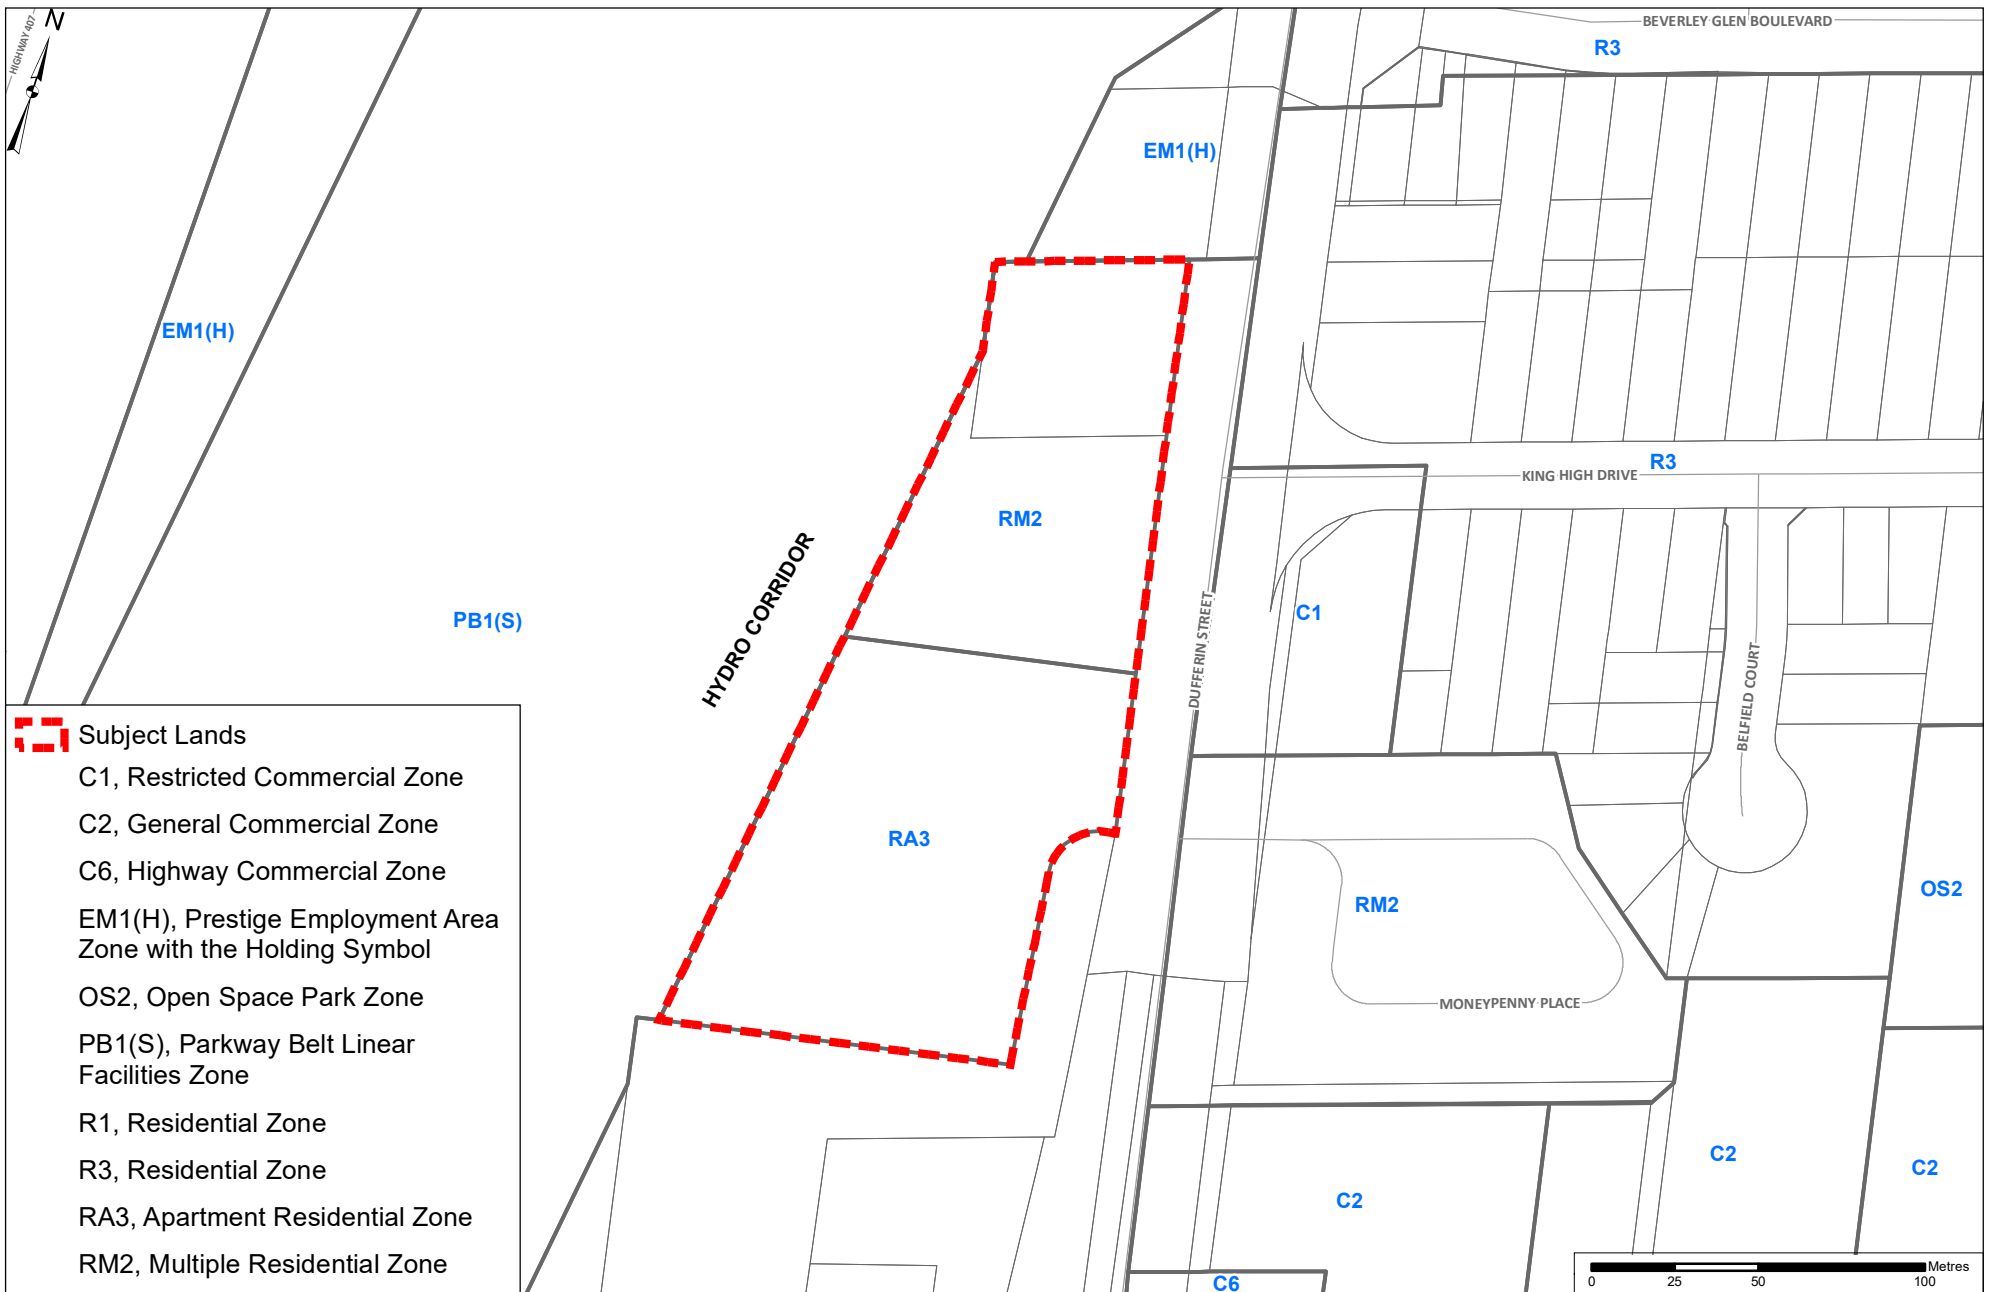 HIGHWAY 407
N
BEVERLEY GLEN BOULEVARD
R3
EM1(H)
EM1(H)
R3
KING HIGH DRIVE
RM2
HYDRO CORRIDOR
PB1(S)
DUFFERIN STREET
C1
BELFIELD COURT
RA3
RM2
OS2
MONEYPENNY PLACE
C2
C2
C2
C6
Subject Lands
C1, Restricted Commercial Zone
C2, General Commercial Zone
C6, Highway Commercial Zone
EM1(H), Prestige Employment Area
Zone with the Holding Symbol
OS2, Open Space Park Zone
PB1(S), Parkway Belt Linear
Facilities Zone
R1, Residential Zone
R3, Residential Zone
RA3, Apartment Residential Zone
RM2, Multiple Residential Zone
Metres
0 25 50 100